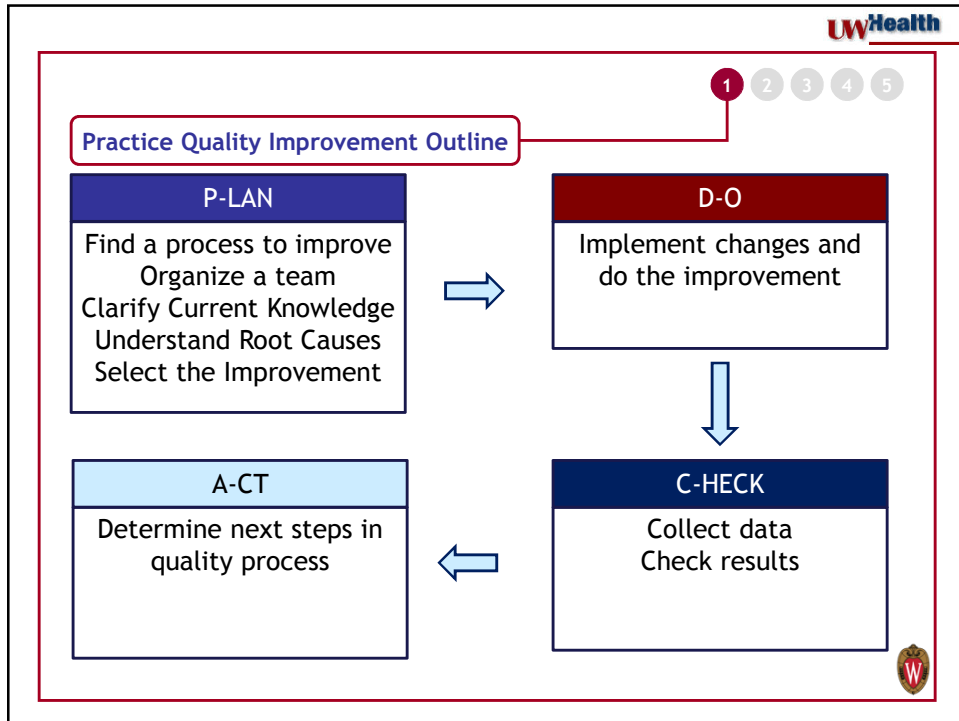 UWHealth
1 2 3 4 5
Practice Quality Improvement Outline
P-LAN
Find a process to improve
Organize a team
Clarify Current Knowledge
Understand Root Causes
Select the Improvement
D-O
Implement changes and
do the improvement
A-CT
Determine next steps in
quality process
C-HECK
Collect data
Check results
W